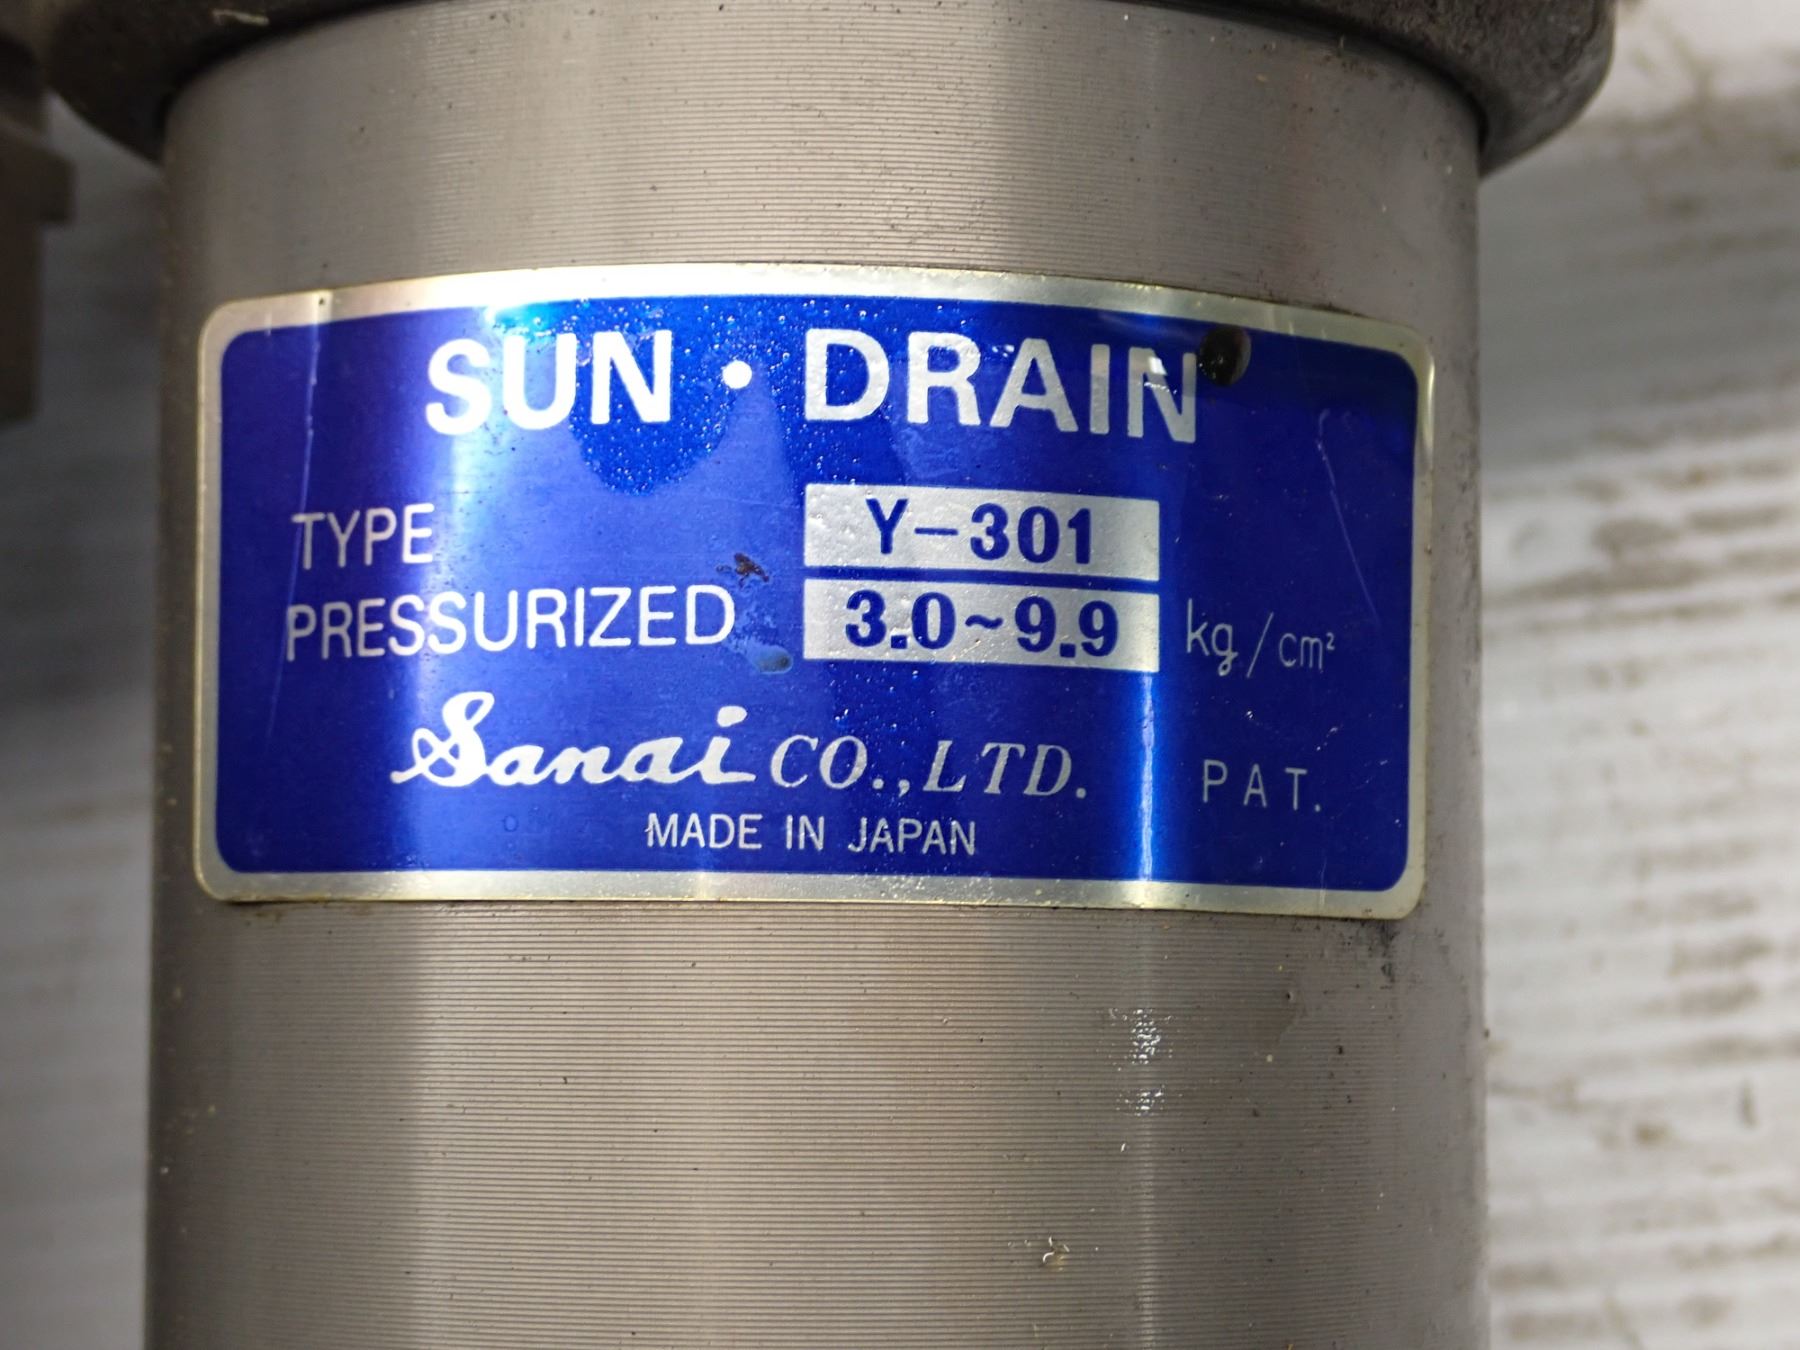 SUN・DRAIN
TYPE Y-301
PRESSURIZED 3.0~9.9 kg/cm²
Sanai CO.,LTD. PAT.
MADE IN JAPAN